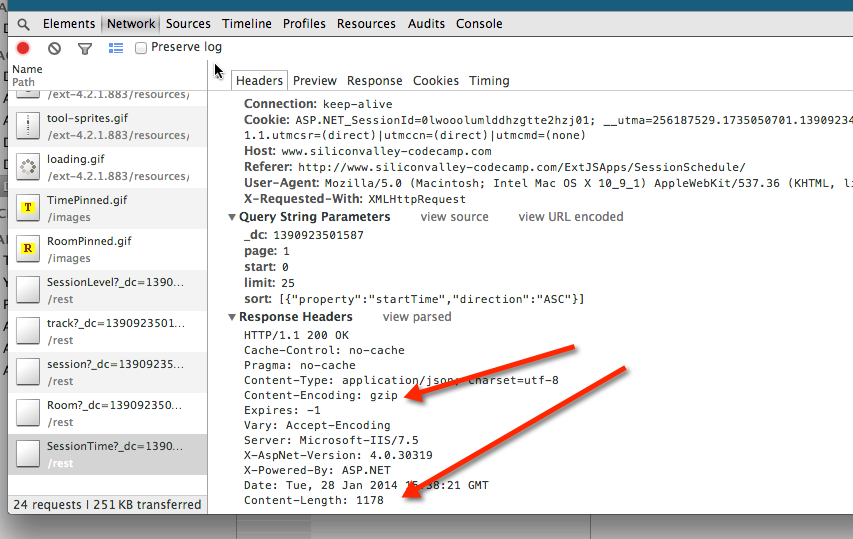 Elements Network Sources Timeline Profiles Resources Audits Console
Preserve log
Name
Path
/ext-4.2.1.883/resources/
tool-sprites.gif
/ext-4.2.1.883/resources/
loading.gif
/ext-4.2.1.883/resources/
T
TimePinned.gif
/images
R
RoomPinned.gif
/images
SessionLevel?_dc=1390...
/rest
track?_dc=1390923501...
/rest
session?_dc=13909235...
/rest
Room?_dc=139092350...
/rest
SessionTime?_dc=1390...
/rest
24 requests | 251 KB transferred
Headers Preview Response Cookies Timing
Connection: keep-alive
Cookie: ASP.NET_SessionId=0lwooolumlddhzgtte2hzj01; __utma=256187529.1735050701.13909234
1.1.utmcsr=(direct)|utmccn=(direct)|utmcmd=(none)
Host: www.siliconvalley-codecamp.com
Referer: http://www.siliconvalley-codecamp.com/ExtJSApps/SessionSchedule/
User-Agent: Mozilla/5.0 (Macintosh; Intel Mac OS X 10_9_1) AppleWebKit/537.36 (KHTML, li
X-Requested-With: XMLHttpRequest
Query String Parameters view source view URL encoded
_dc: 1390923501587
page: 1
start: 0
limit: 25
sort: [{"property":"startTime","direction":"ASC"}]
Response Headers view parsed
HTTP/1.1 200 OK
Cache-Control: no-cache
Pragma: no-cache
Content-Type: application/json; charset=utf-8
Content-Encoding: gzip
Expires: -1
Vary: Accept-Encoding
Server: Microsoft-IIS/7.5
X-AspNet-Version: 4.0.30319
X-Powered-By: ASP.NET
Date: Tue, 28 Jan 2014 :38:21 GMT
Content-Length: 1178